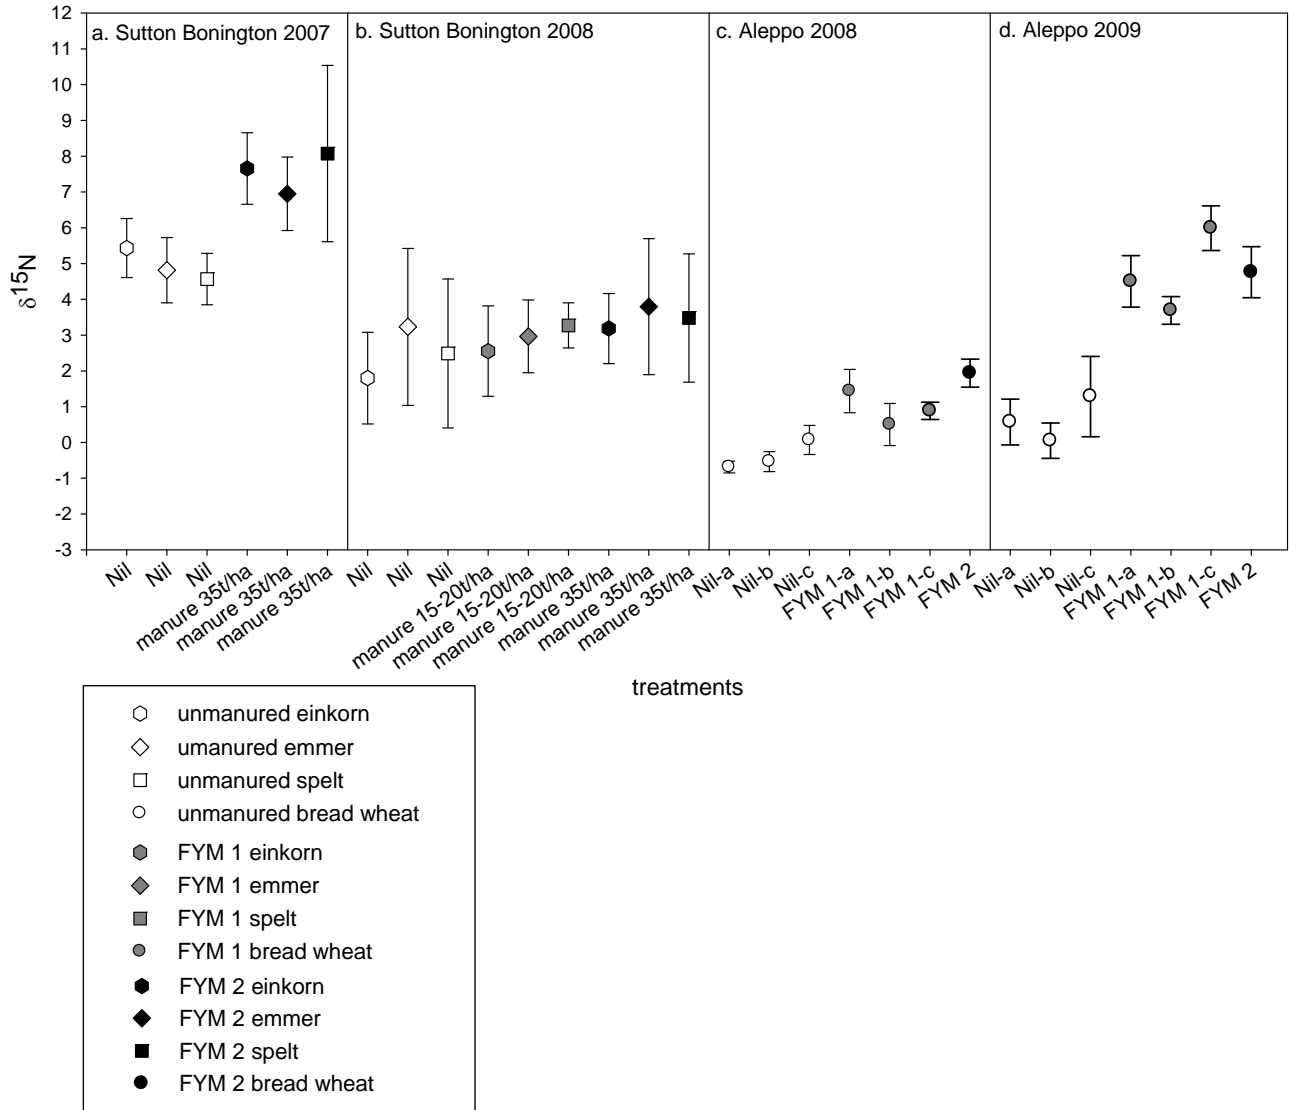 a. Sutton Bonington 2007
b. Sutton Bonington 2008
c. Aleppo 2008
d. Aleppo 2009
12
11
10
9
8
7
6
5
4
3
2
1
0
-1
-2
-3
δ15N
Nil
Nil
Nil
manure 35t/ha
manure 35t/ha
manure 35t/ha
Nil
Nil
Nil
manure 15-20t/ha
manure 15-20t/ha
manure 15-20t/ha
manure 35t/ha
manure 35t/ha
manure 35t/ha
Nil-a
Nil-b
Nil-c
FYM 1-a
FYM 1-b
FYM 1-c
FYM 2
Nil-a
Nil-b
Nil-c
FYM 1-a
FYM 1-b
FYM 1-c
FYM 2
treatments
unmanured einkorn
umanured emmer
unmanured spelt
unmanured bread wheat
FYM 1 einkorn
FYM 1 emmer
FYM 1 spelt
FYM 1 bread wheat
FYM 2 einkorn
FYM 2 emmer
FYM 2 spelt
FYM 2 bread wheat